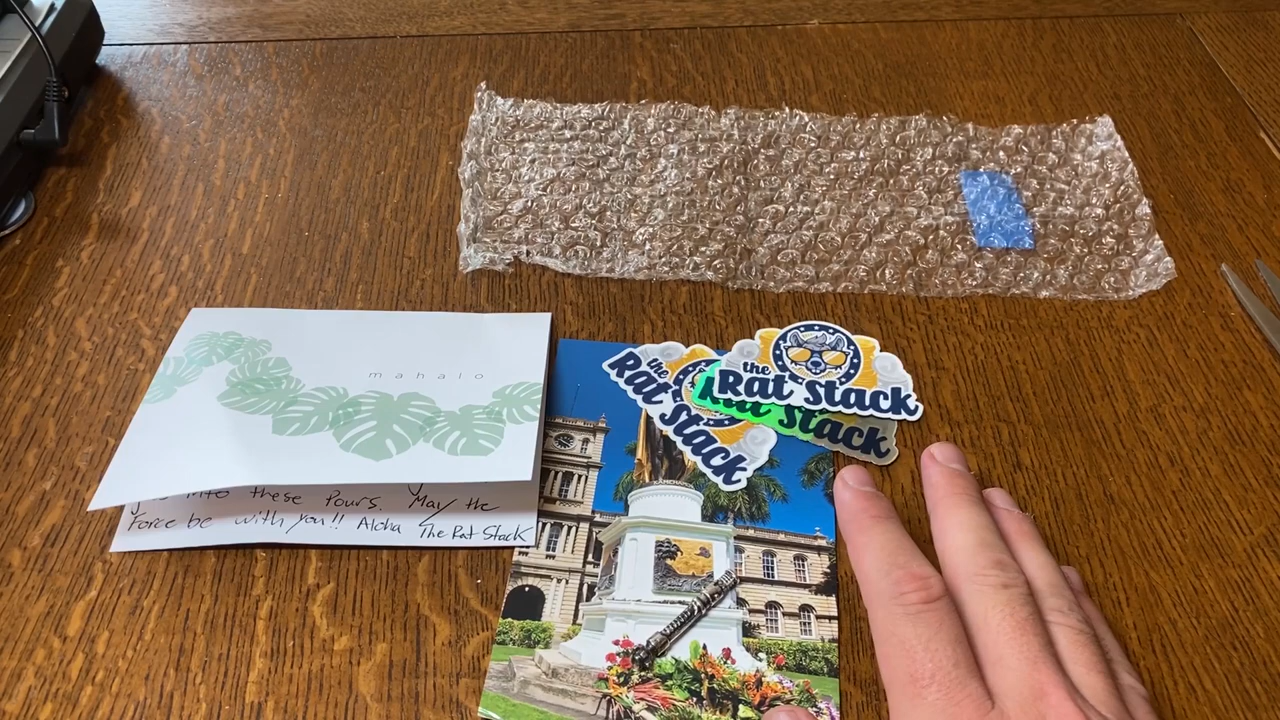 mahalo
into these Pours. May the
Force be with you!! Aloha The Rat Stack
the
Rat Stack
the
Rat Stack
Rat Stack
KAMEHAMEHA